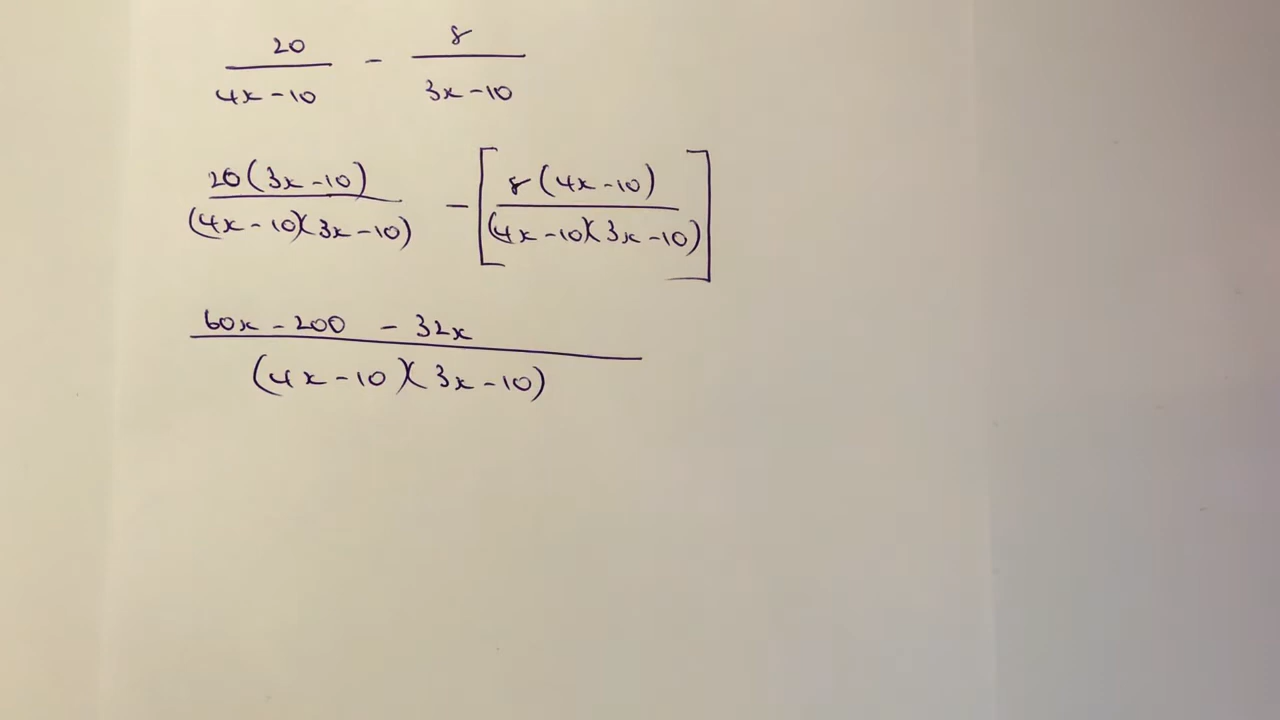 20 / 4x - 10 - 8 / 3x - 10
20(3x - 10) / (4x - 10)(3x - 10) - [8(4x - 10) / (4x - 10)(3x - 10)]
60x - 200 - 32x / (4x - 10)(3x - 10)